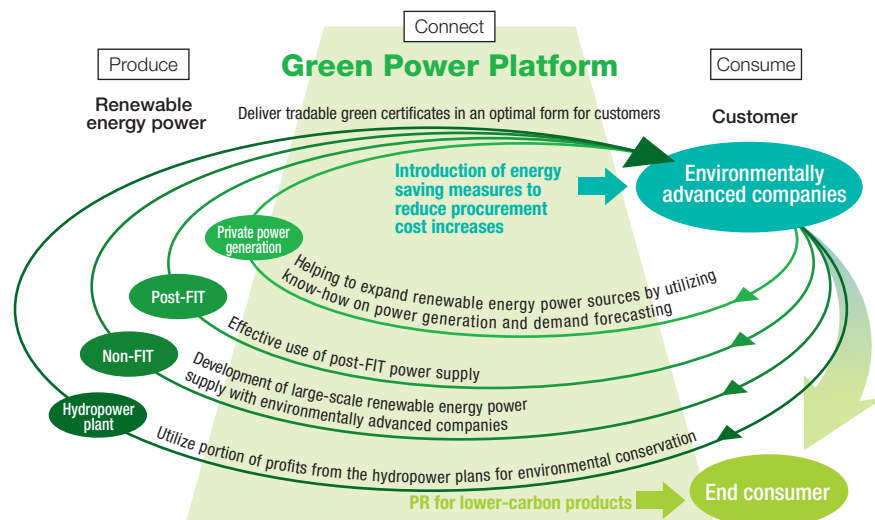 Connect
Produce
Green Power Platform
Consume
Renewable
energy power
Deliver tradable green certificates in an optimal form for customers
Customer
Introduction of energy
saving measures to
reduce procurement
cost increases
Environmentally
advanced companies
Private power
generation
Helping to expand renewable energy power sources by utilizing
know-how on power generation and demand forecasting
Post-FIT
Effective use of post-FIT power supply
Non-FIT
Development of large-scale renewable energy power
supply with environmentally advanced companies
Hydropower
plant
Utilize portion of profits from the hydropower plans for environmental conservation
PR for lower-carbon products
End consumer